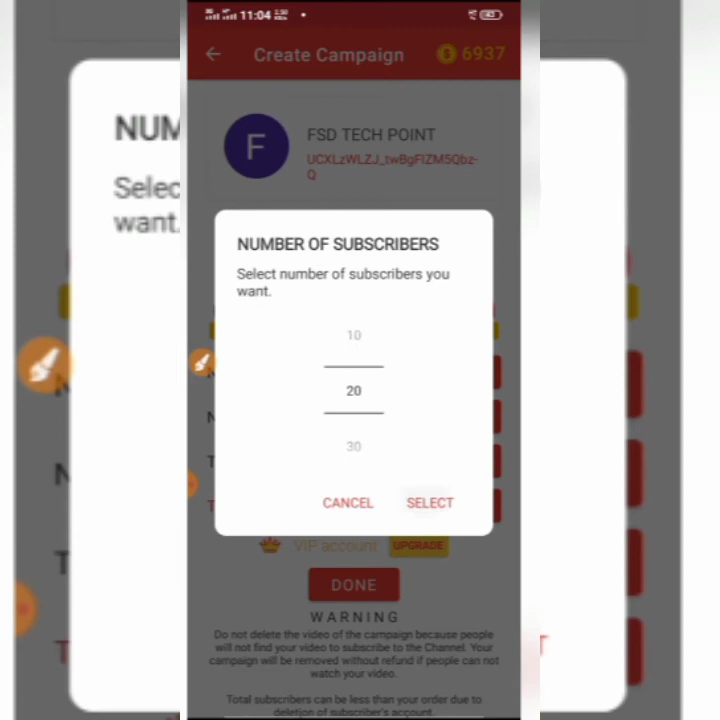 11:04
Create Campaign
6937
F
FSD TECH POINT
UCXLzWLZJ_twBgFIZM5Qbz-
Q
NUMBER OF SUBSCRIBERS
Select number of subscribers you
want.
10
20
30
CANCEL
SELECT
VIP account
UPGRADE
DONE
WARNING
Do not delete the video of the campaign because people
will not find your video to subscribe to the Channel. Your
campaign will be removed without refund if people can not
watch your video.
Total subscribers can be less than your order due to
deletion of subscriber's account.